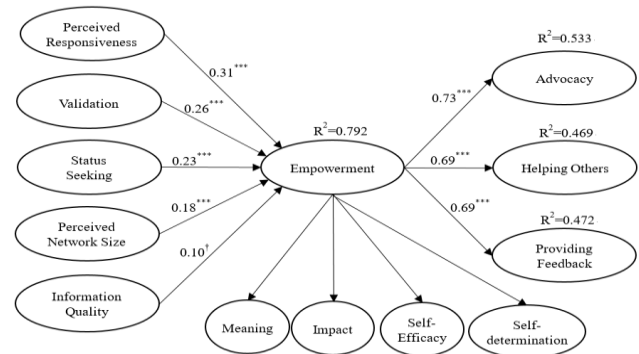 Perceived
Responsiveness
Validation
Status
Seeking
Perceived
Network Size
Information
Quality
0.31***
0.26***
0.23***
0.18***
0.10†
R²=0.792
Empowerment
Meaning
Impact
Self-
Efficacy
Self-
determination
0.73***
0.69***
0.69***
R²=0.533
Advocacy
R²=0.469
Helping Others
R²=0.472
Providing
Feedback